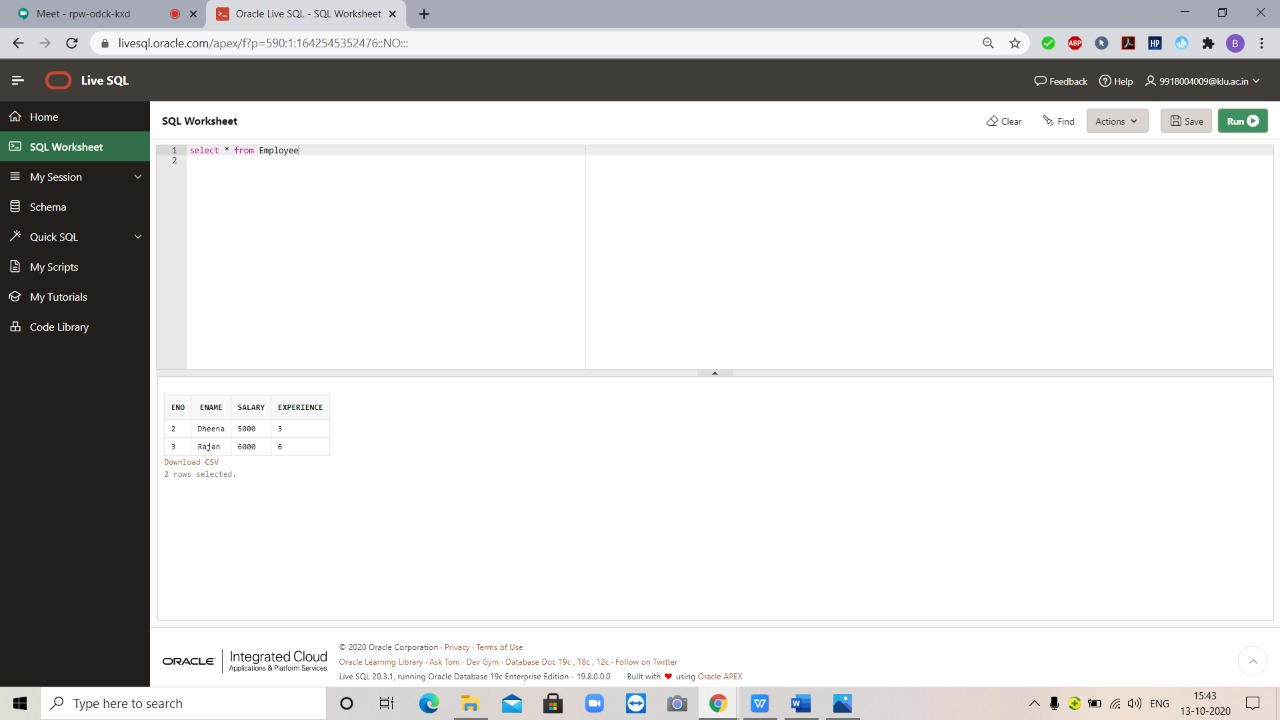 Meet - rpw-odck-kxd
Oracle Live SQL - SQL Worksheet
livesql.oracle.com/apex/f?p=590:1:1642545352476::NO:::
ABP
HP
B
Live SQL
Feedback
Help
9918004009@klu.ac.in
Home
SQL Worksheet
My Session
Schema
Quick SQL
My Scripts
My Tutorials
Code Library
SQL Worksheet
Clear
Find
Actions
Save
Run
1 select * from Employee
2
ENO ENAME SALARY EXPERIENCE
2 Dheena 5000 3
3 Rajan 6000 6
Download CSV
2 rows selected.
ORACLE Integrated Cloud
Applications & Platform Services
© 2020 Oracle Corporation · Privacy · Terms of Use
Oracle Learning Library · Ask Tom · Dev Gym · Database Doc 19c , 18c , 12c · Follow on Twitter
Live SQL 20.3.1, running Oracle Database 19c Enterprise Edition - 19.8.0.0.0 Built with ♥ using Oracle APEX
Type here to search
ENG
15:43
13-10-2020